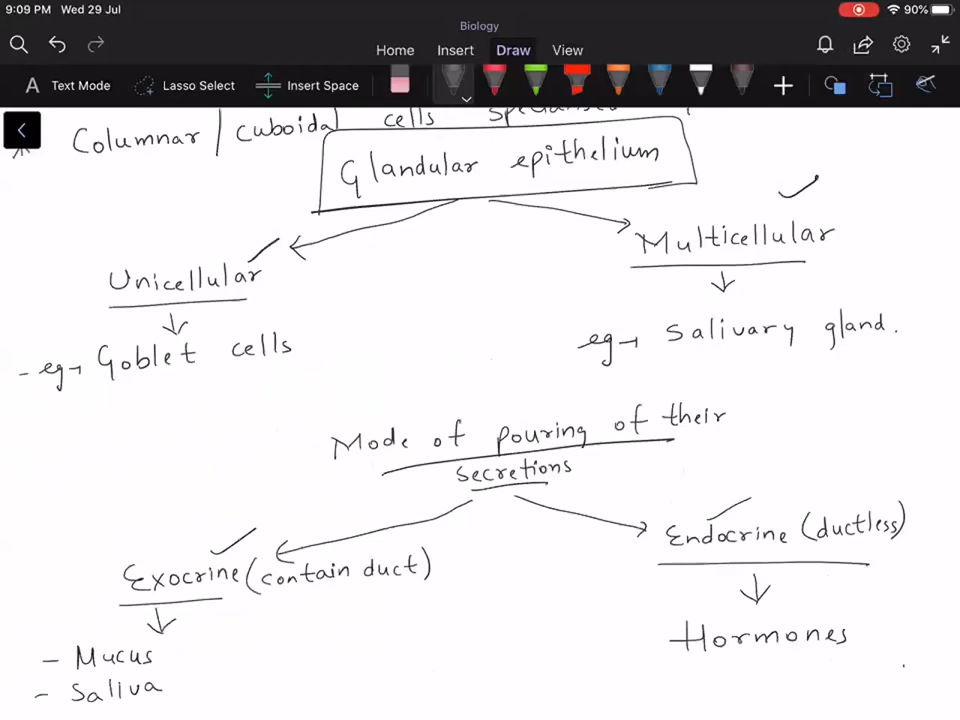 9:09 PM Wed 29 Jul
90%
Biology
Home Insert Draw View
Text Mode Lasso Select Insert Space
Columnar / cuboidal cells
Glandular epithelium
Unicellular
Multicellular
- eg → Goblet cells
eg → Salivary gland.
Mode of pouring of their
secretions
Exocrine (contain duct)
Endocrine (ductless)
- Mucus
- Saliva
Hormones